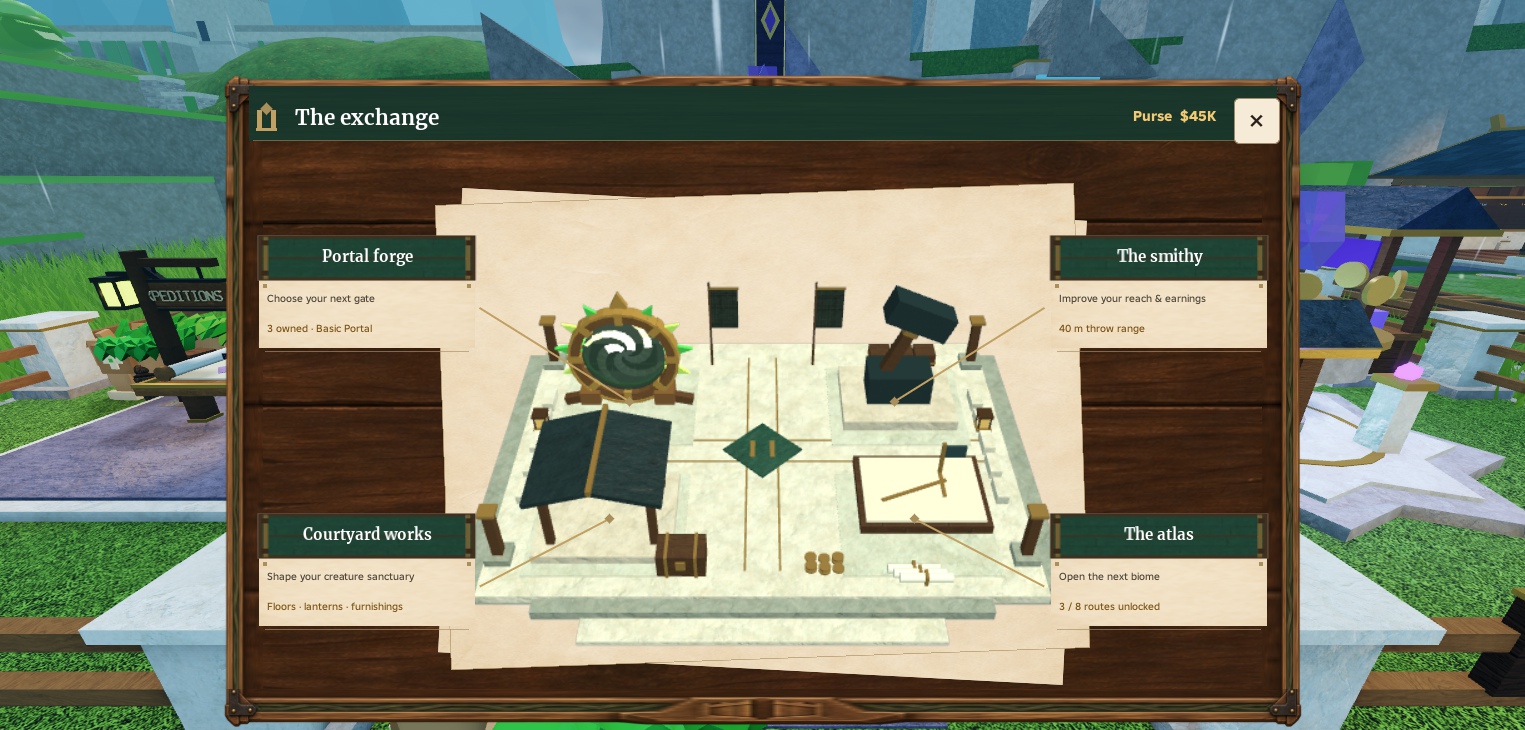 The exchange
Purse $45K
×
Portal forge
Choose your next gate
3 owned · Basic Portal
The smithy
Improve your reach & earnings
40 m throw range
XPEDITIONS
Courtyard works
Shape your creature sanctuary
Floors · lanterns · furnishings
The atlas
Open the next biome
3 / 8 routes unlocked